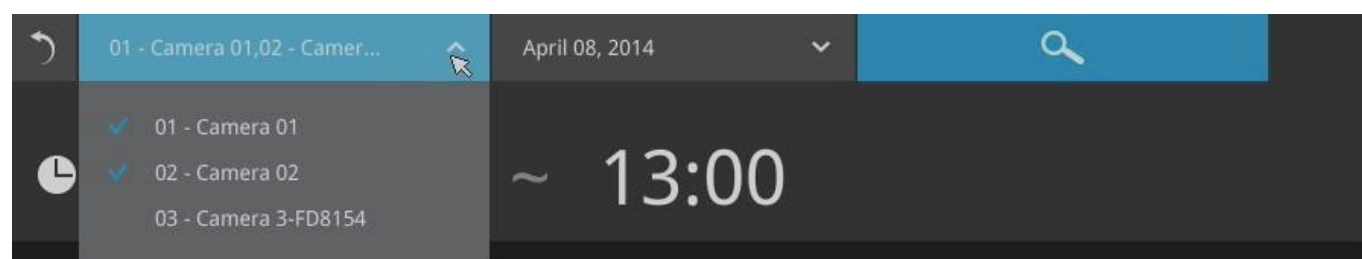 01 - Camera 01,02 - Camer...
April 08, 2014
01 - Camera 01
02 - Camera 02
~ 13:00
03 - Camera 3-FD8154